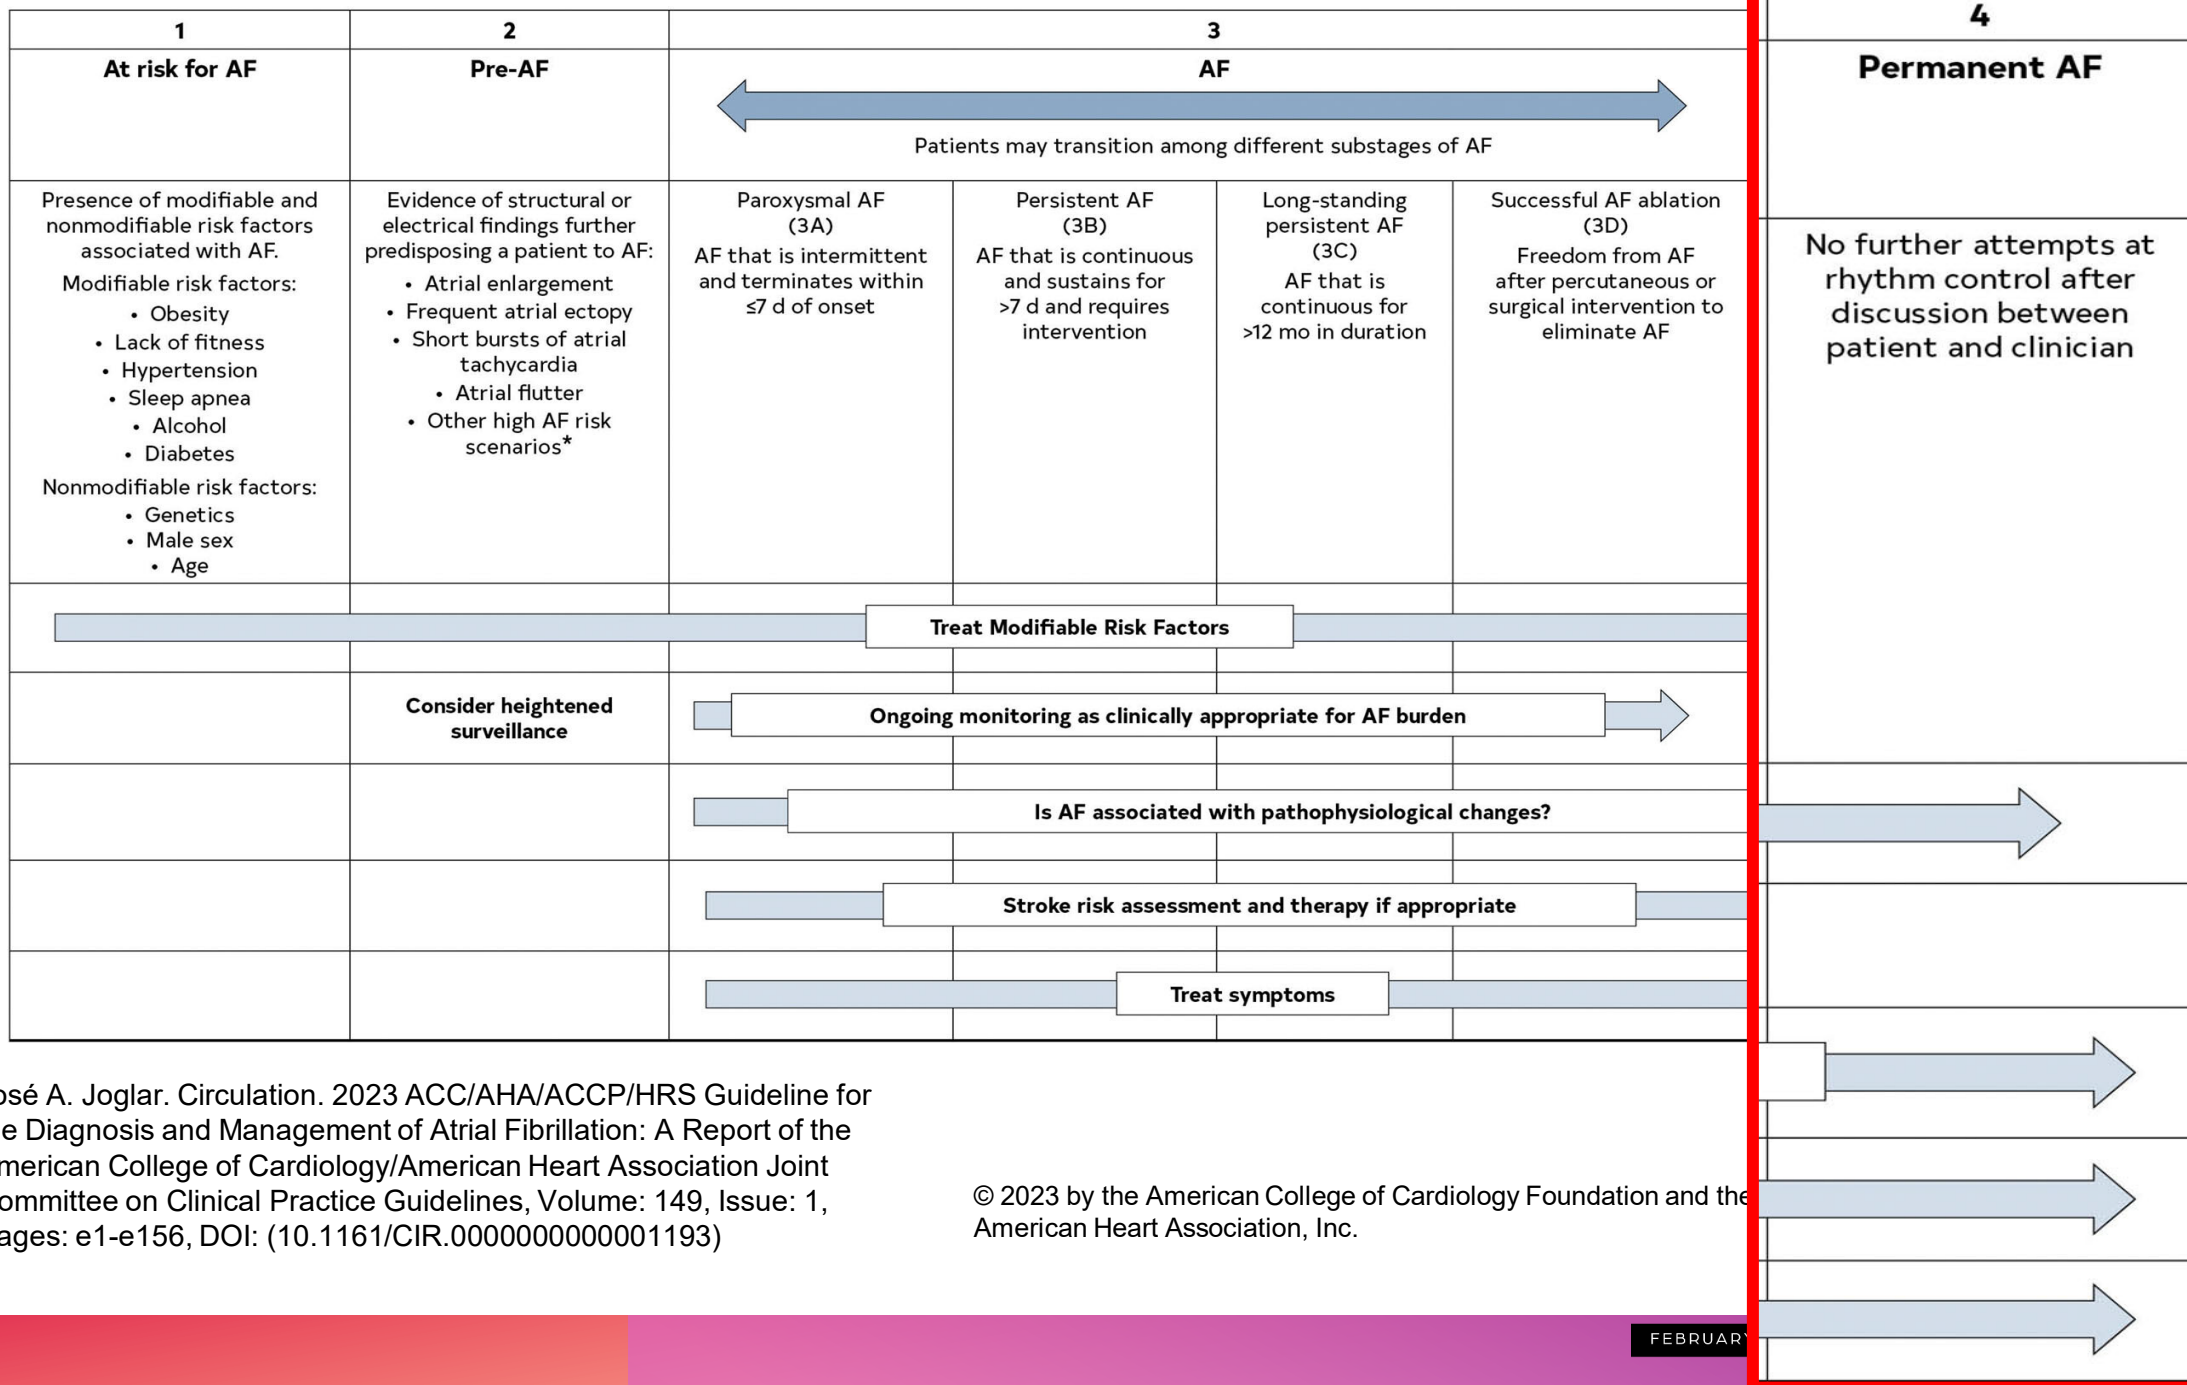 1
2
3
4
At risk for AF
Pre-AF
AF
Permanent AF
Patients may transition among different substages of AF
Presence of modifiable and
nonmodifiable risk factors
associated with AF.
Modifiable risk factors:
• Obesity
• Lack of fitness
• Hypertension
• Sleep apnea
• Alcohol
• Diabetes
Nonmodifiable risk factors:
• Genetics
• Male sex
• Age
Evidence of structural or
electrical findings further
predisposing a patient to AF:
• Atrial enlargement
• Frequent atrial ectopy
• Short bursts of atrial
tachycardia
• Atrial flutter
• Other high AF risk
scenarios*
Paroxysmal AF
(3A)
AF that is intermittent
and terminates within
≤7 d of onset
Persistent AF
(3B)
AF that is continuous
and sustains for
>7 d and requires
intervention
Long-standing
persistent AF
(3C)
AF that is
continuous for
>12 mo in duration
Successful AF ablation
(3D)
Freedom from AF
after percutaneous or
surgical intervention to
eliminate AF
No further attempts at
rhythm control after
discussion between
patient and clinician
Treat Modifiable Risk Factors
Consider heightened
surveillance
Ongoing monitoring as clinically appropriate for AF burden
Is AF associated with pathophysiological changes?
Stroke risk assessment and therapy if appropriate
Treat symptoms
osé A. Joglar. Circulation. 2023 ACC/AHA/ACCP/HRS Guideline for
e Diagnosis and Management of Atrial Fibrillation: A Report of the
merican College of Cardiology/American Heart Association Joint
ommittee on Clinical Practice Guidelines, Volume: 149, Issue: 1,
ages: e1-e156, DOI: (10.1161/CIR.0000000000001193)
© 2023 by the American College of Cardiology Foundation and the
American Heart Association, Inc.
FEBRUARY